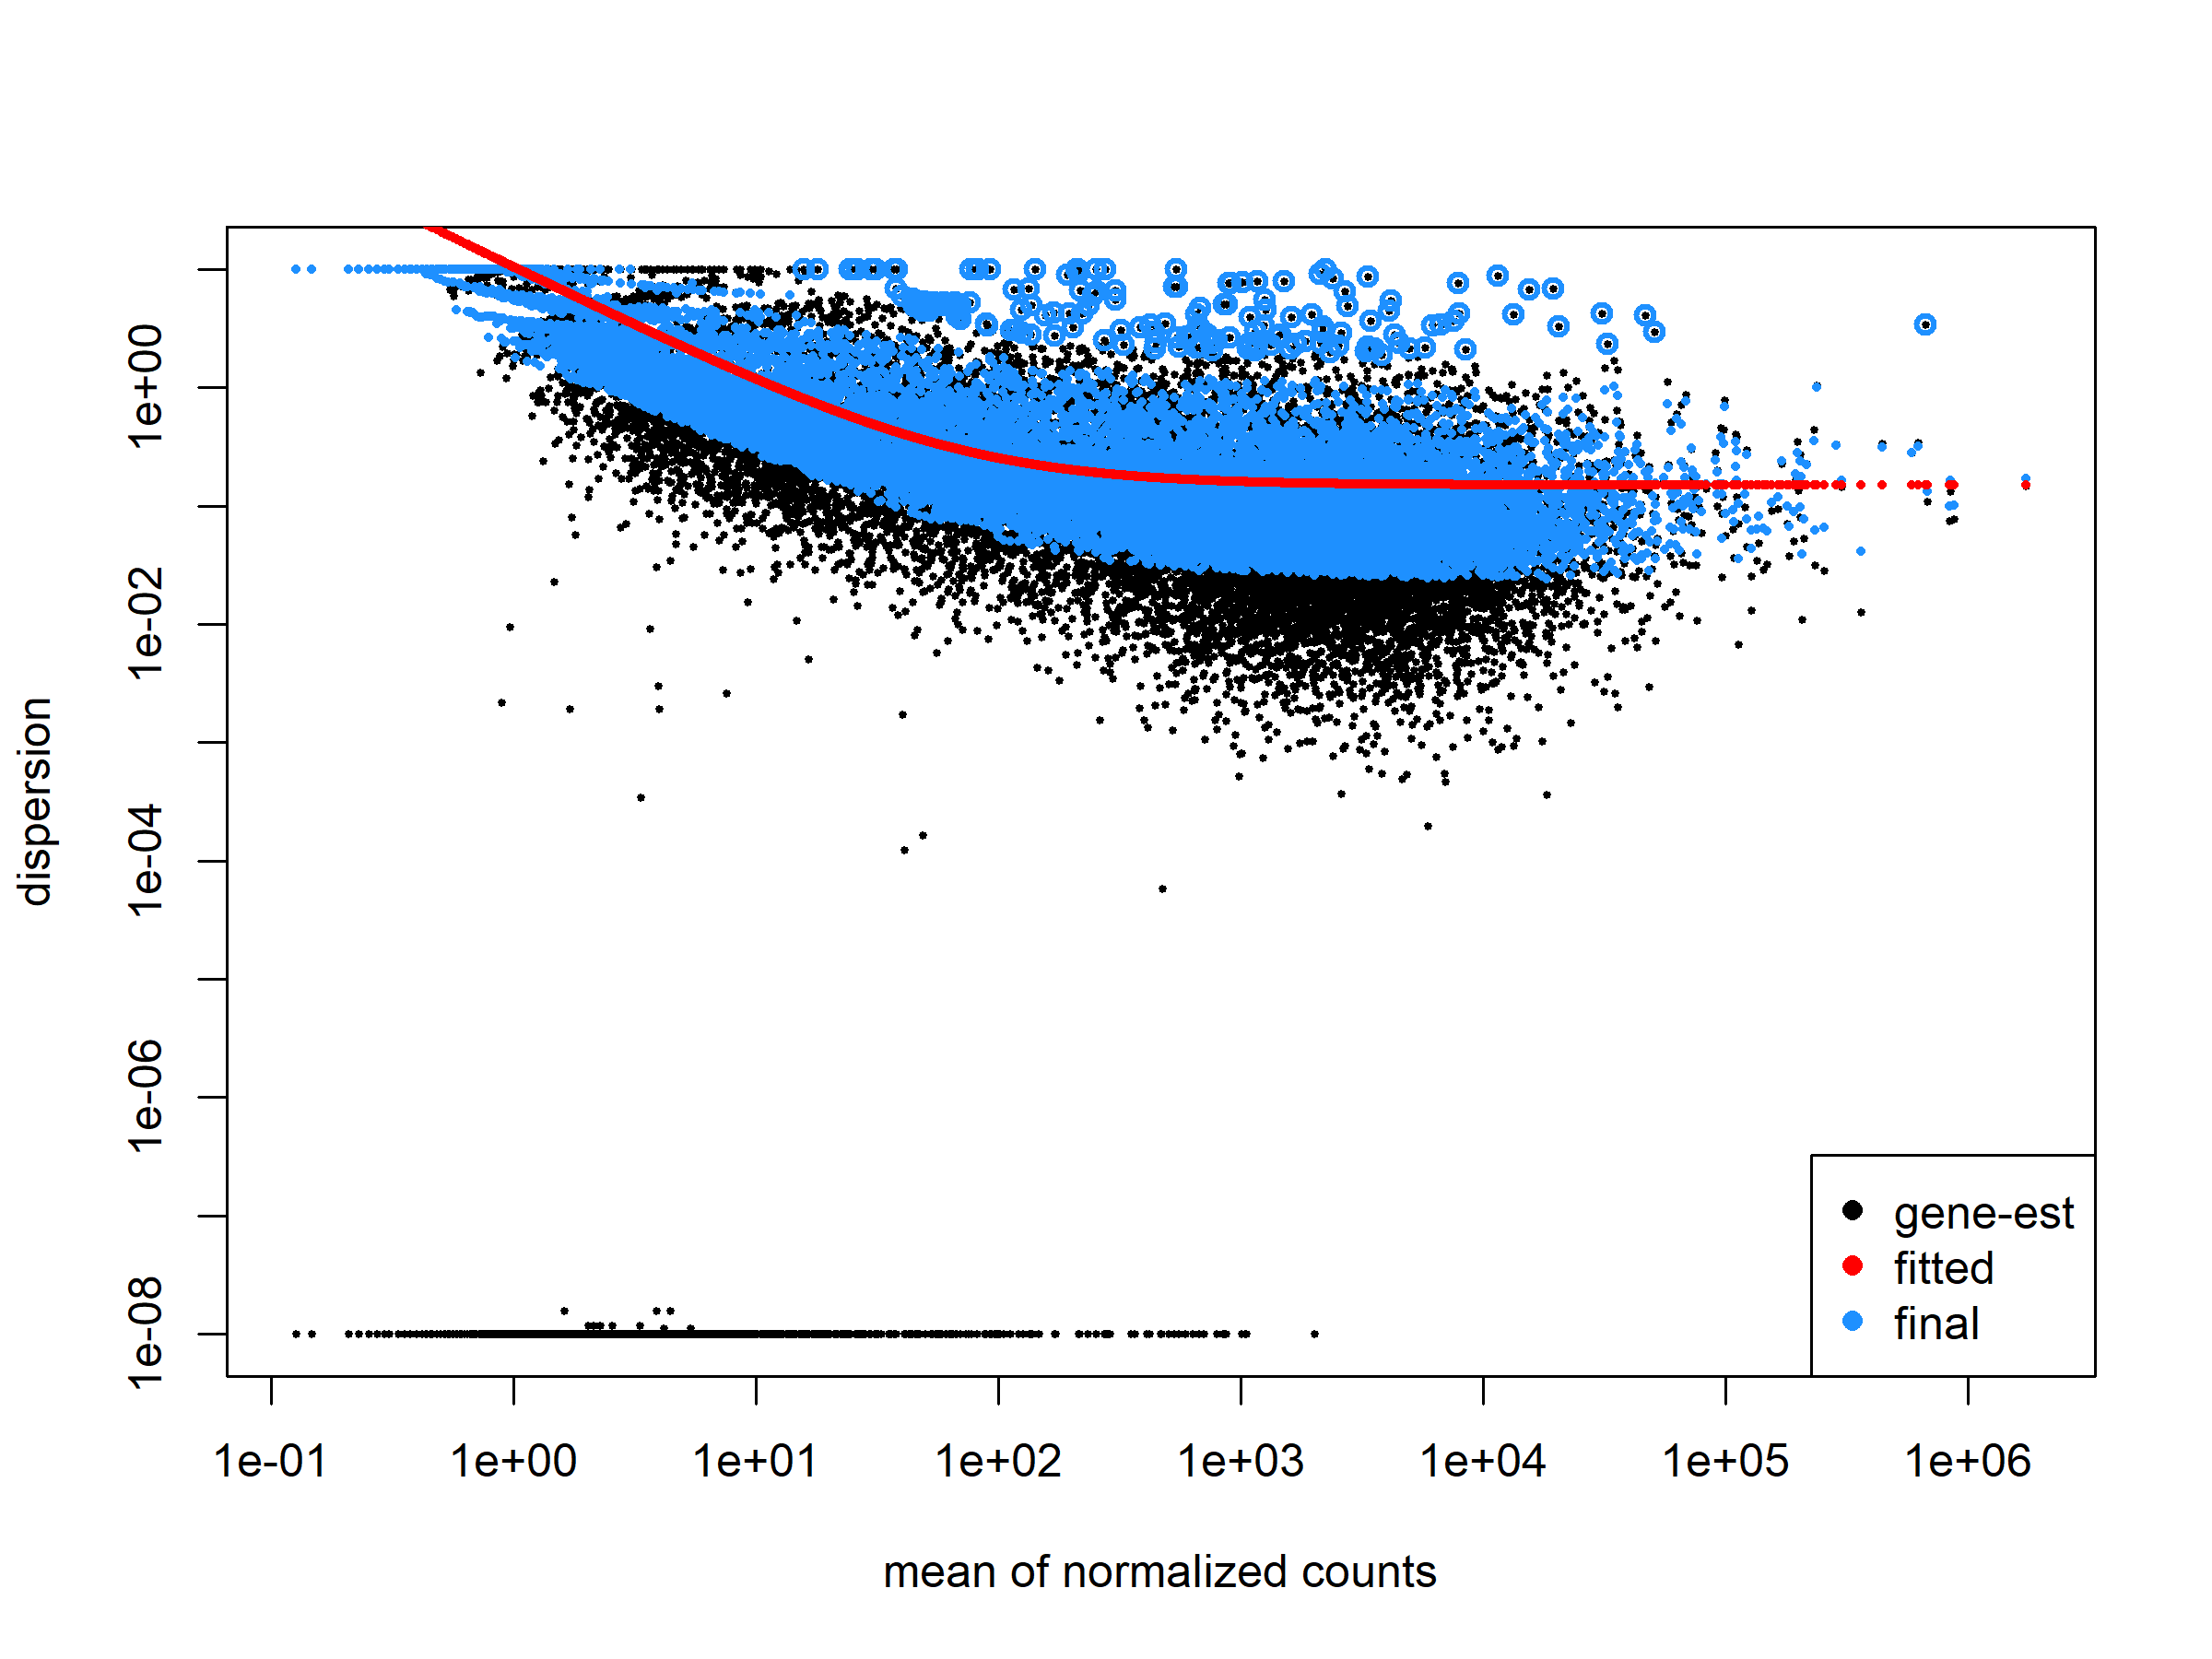 dispersion
1e+00
1e-02
1e-04
1e-06
1e-08
gene-est
fitted
final
1e-01 1e+00 1e+01 1e+02 1e+03 1e+04 1e+05 1e+06
mean of normalized counts